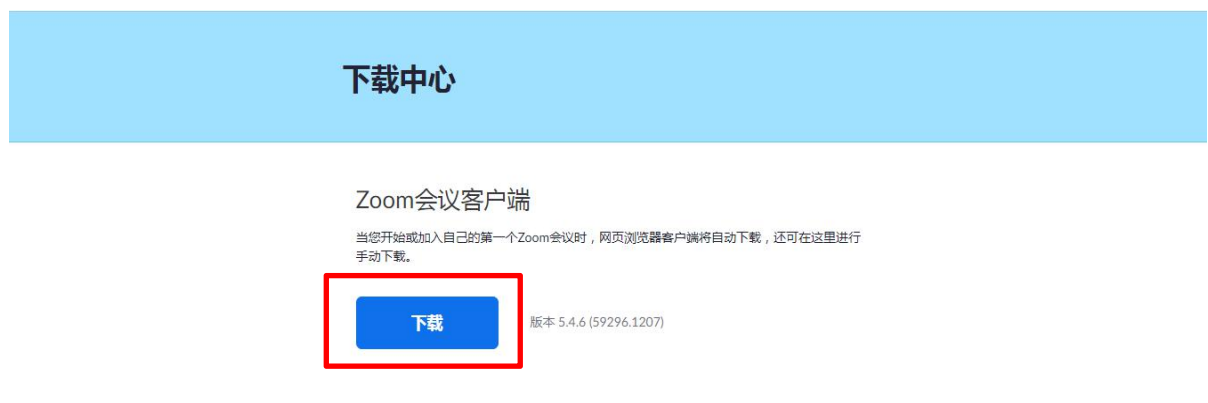 下载中心
Zoom会议客户端
当您开始或加入自己的第一个Zoom会议时，网页浏览器客户端将自动下载，还可在这里进行
手动下载。
下载
版本 5.4.6 (59296.1207)